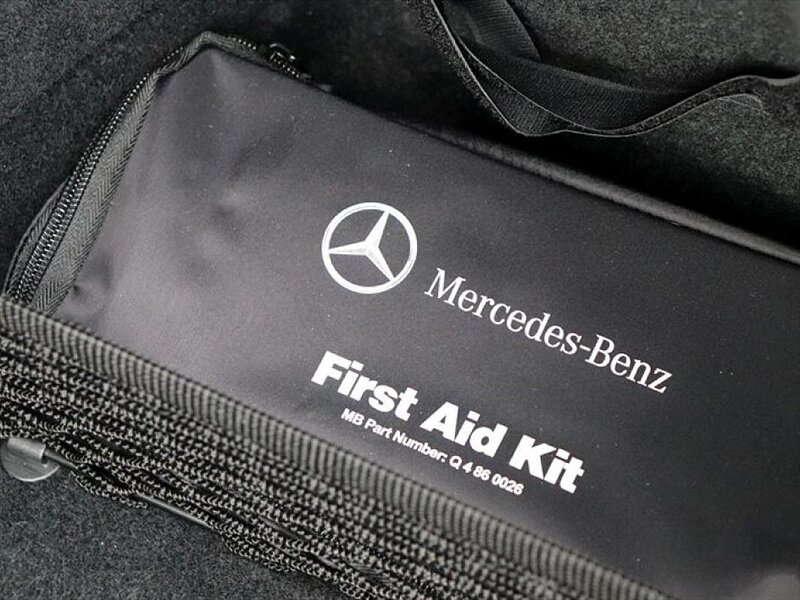 Mercedes-Benz
First Aid Kit
MB Part Number: Q 4 86 0026